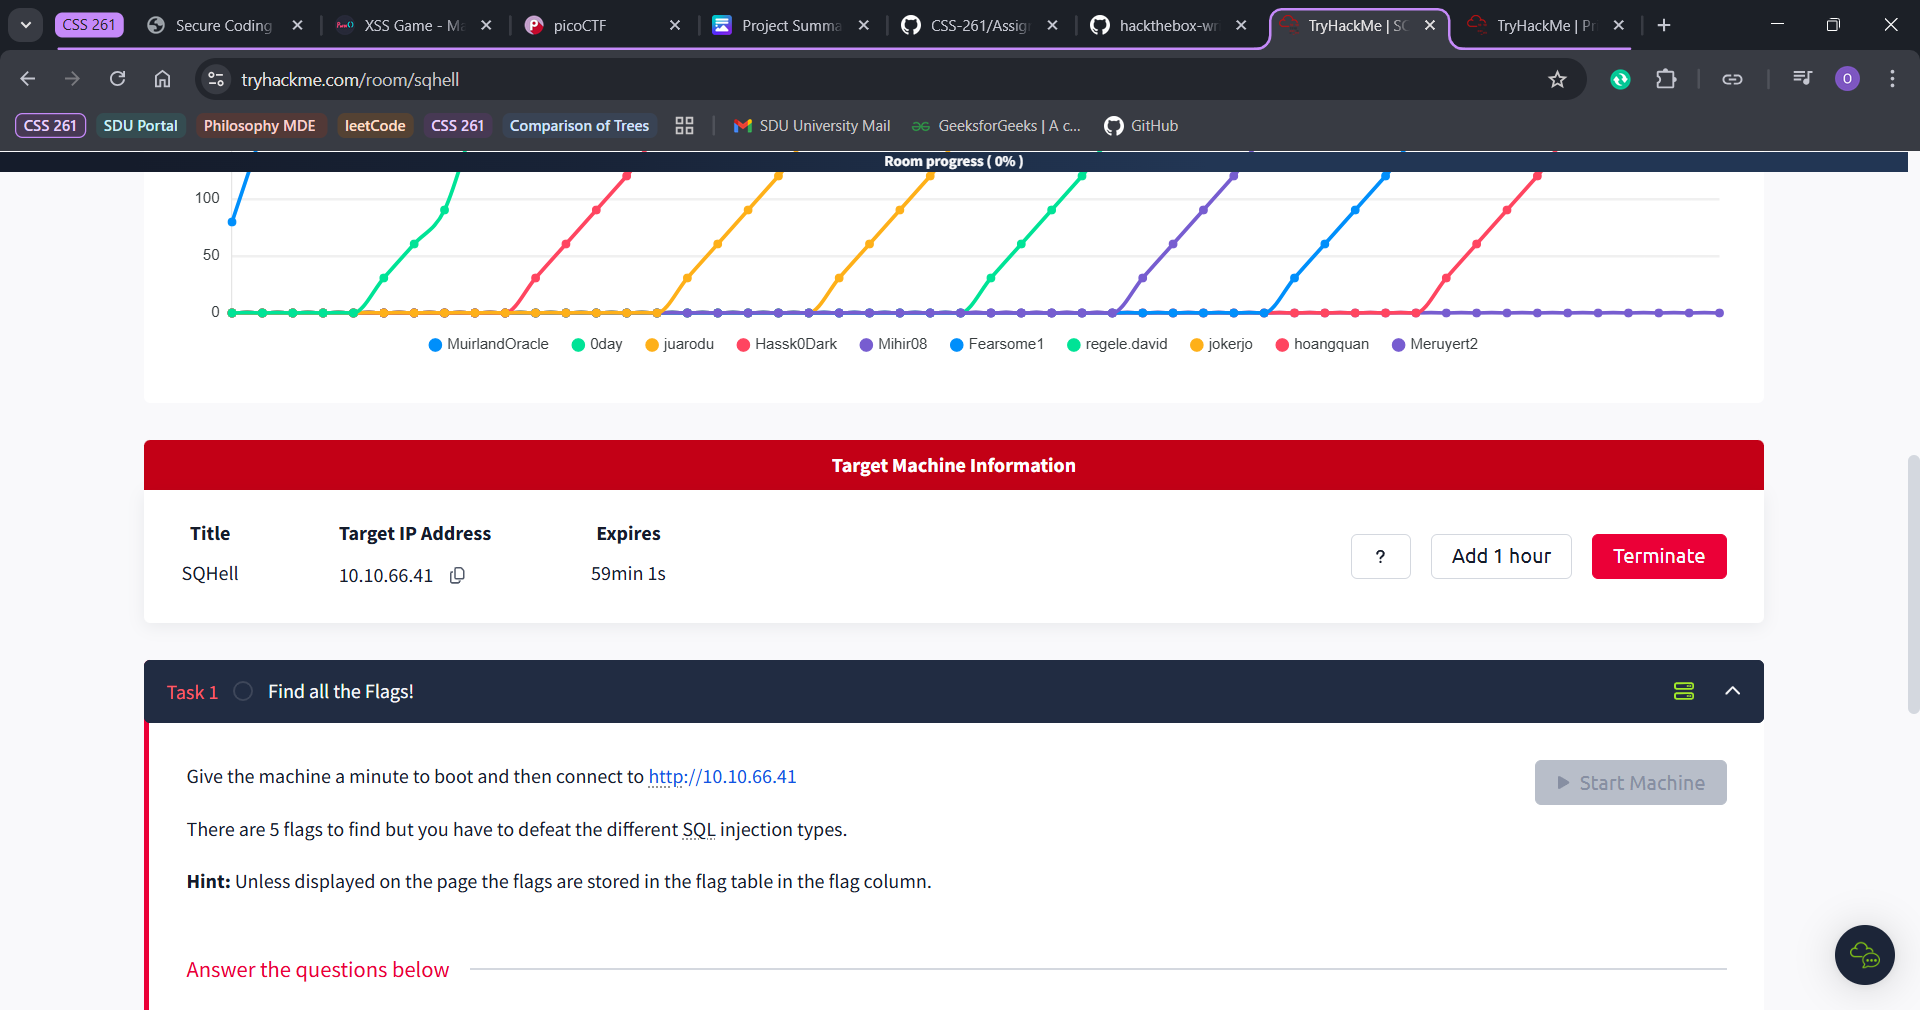 CSS 261
Secure Coding
XSS Game - Ma
picoCTF
Project Summa
CSS-261/Assig
hackthebox-wr
TryHackMe | SQ
TryHackMe | Pr
tryhackme.com/room/sqhell
O
CSS 261
SDU Portal
Philosophy MDE
leetCode
CSS 261
Comparison of Trees
SDU University Mail
GeeksforGeeks | A c...
GitHub
Room progress ( 0% )
100
50
0
MuirlandOracle
0day
juarodu
Hassk0Dark
Mihir08
Fearsome1
regele.david
jokerjo
hoangquan
Meruyert2
Target Machine Information
Title
Target IP Address
Expires
SQHell
10.10.66.41
59min 1s
?
Add 1 hour
Terminate
Task 1
Find all the Flags!
Give the machine a minute to boot and then connect to http://10.10.66.41
Start Machine
There are 5 flags to find but you have to defeat the different SQL injection types.
Hint: Unless displayed on the page the flags are stored in the flag table in the flag column.
Answer the questions below